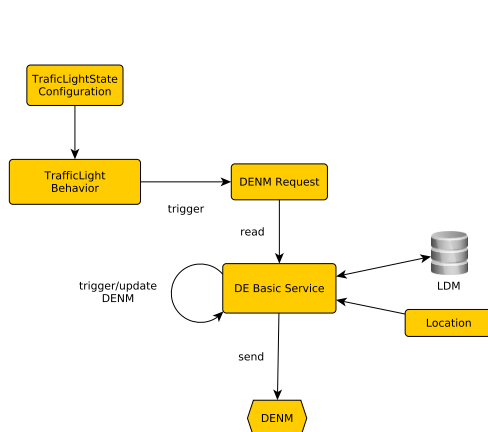 TraficLightState
Configuration
TrafficLight
Behavior
DENM Request
trigger
read
trigger/update
DENM
DE Basic Service
LDM
Location
send
DENM